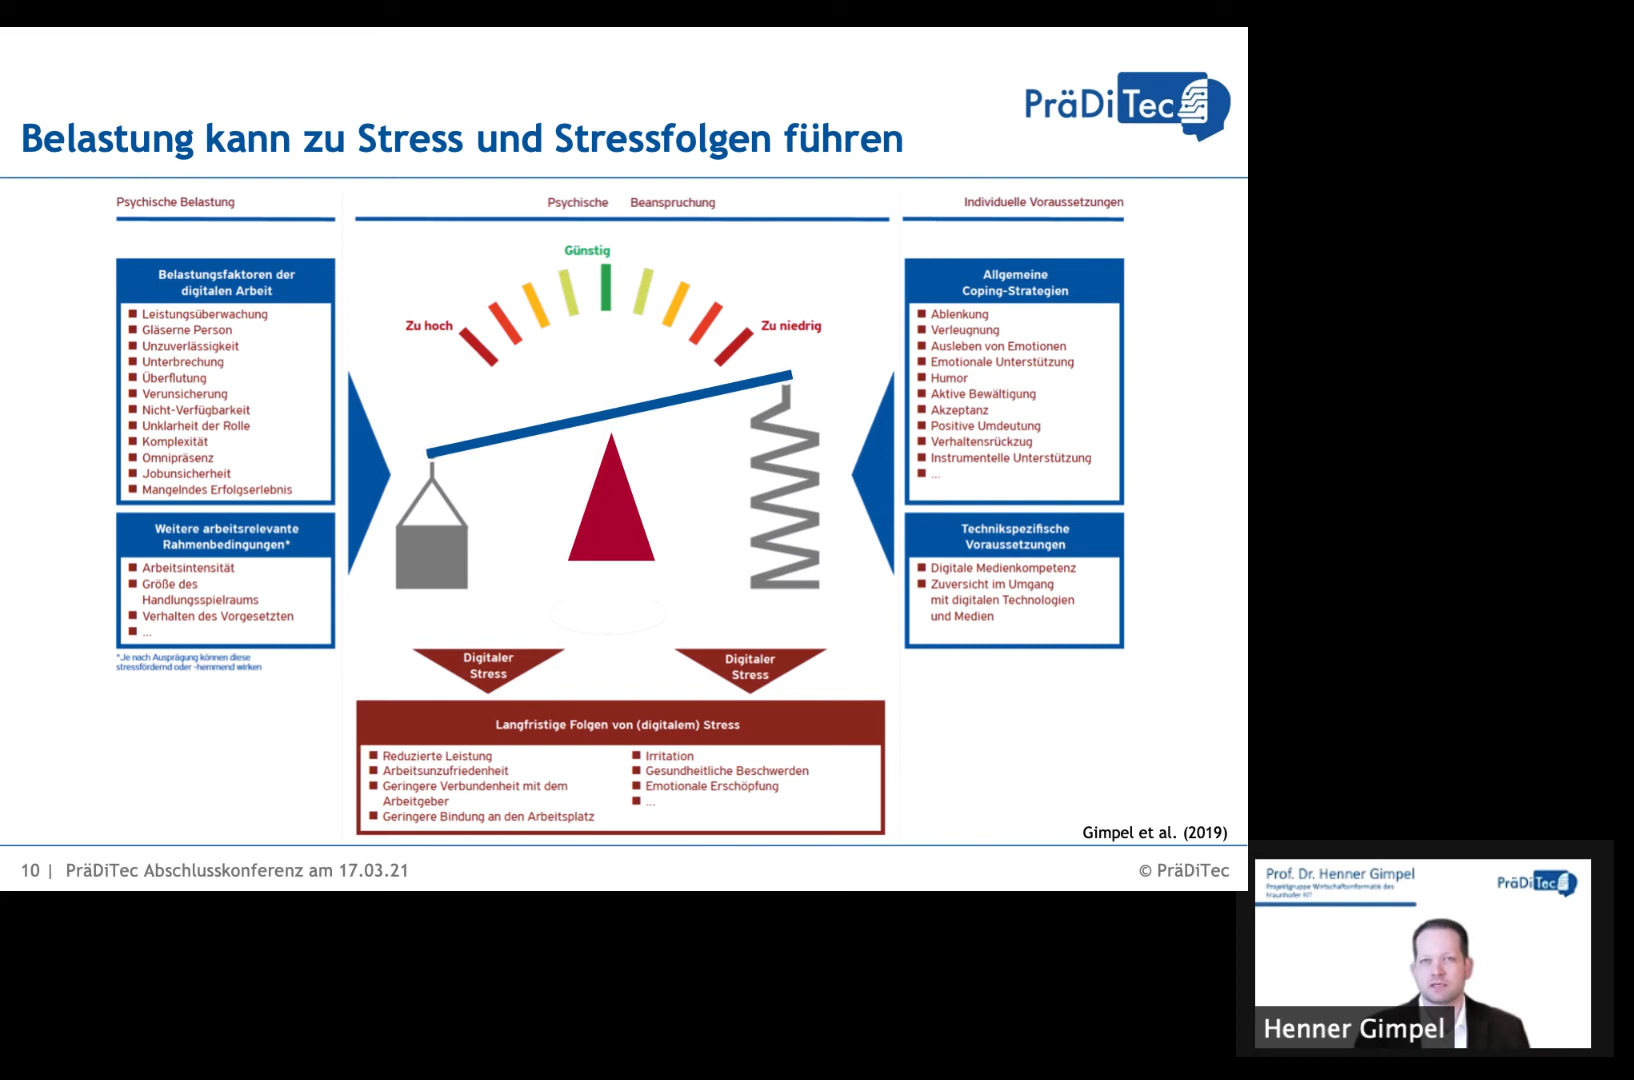 PräDiTec
Belastung kann zu Stress und Stressfolgen führen
Psychische Belastung
Psychische Beanspruchung
Individuelle Voraussetzungen
Belastungsfaktoren der
digitalen Arbeit
Leistungsüberwachung
Gläserne Person
Unzuverlässigkeit
Unterbrechung
Überflutung
Verunsicherung
Nicht-Verfügbarkeit
Unklarheit der Rolle
Komplexität
Omnipräsenz
Jobunsicherheit
Mangelndes Erfolgserlebnis
Weitere arbeitsrelevante
Rahmenbedingungen*
Arbeitsintensität
Größe des
Handlungsspielraums
Verhalten des Vorgesetzten
...
*Je nach Ausprägung können diese
stressfördernd oder -hemmend wirken
Günstig
Zu hoch
Zu niedrig
Digitaler
Stress
Digitaler
Stress
Langfristige Folgen von (digitalem) Stress
Reduzierte Leistung
Arbeitsunzufriedenheit
Geringere Verbundenheit mit dem
Arbeitgeber
Geringere Bindung an den Arbeitsplatz
Irritation
Gesundheitliche Beschwerden
Emotionale Erschöpfung
...
Allgemeine
Coping-Strategien
Ablenkung
Verleugnung
Ausleben von Emotionen
Emotionale Unterstützung
Humor
Aktive Bewältigung
Akzeptanz
Positive Umdeutung
Verhaltensrückzug
Instrumentelle Unterstützung
...
Technikspezifische
Voraussetzungen
Digitale Medienkompetenz
Zuversicht im Umgang
mit digitalen Technologien
und Medien
Gimpel et al. (2019)
10 | PräDiTec Abschlusskonferenz am 17.03.21
© PräDiTec
Prof. Dr. Henner Gimpel
Projektgruppe Wirtschaftsinformatik des
Fraunhofer FIT
PräDiTec
Henner Gimpel